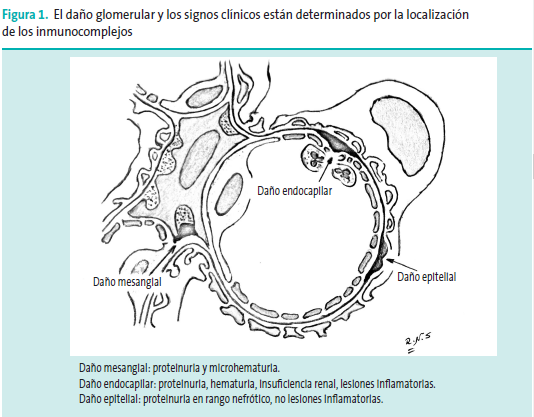 Figura 1. El daño glomerular y los signos clínicos están determinados por la localización
de los inmunocomplejos
Daño endocapilar
Daño mesangial
Daño epitelial
R.N.S
Daño mesangial: proteinuria y microhematuria.
Daño endocapilar: proteinuria, hematuria, insuficiencia renal, lesiones inflamatorias.
Daño epitelial: proteinuria en rango nefrótico, no lesiones inflamatorias.